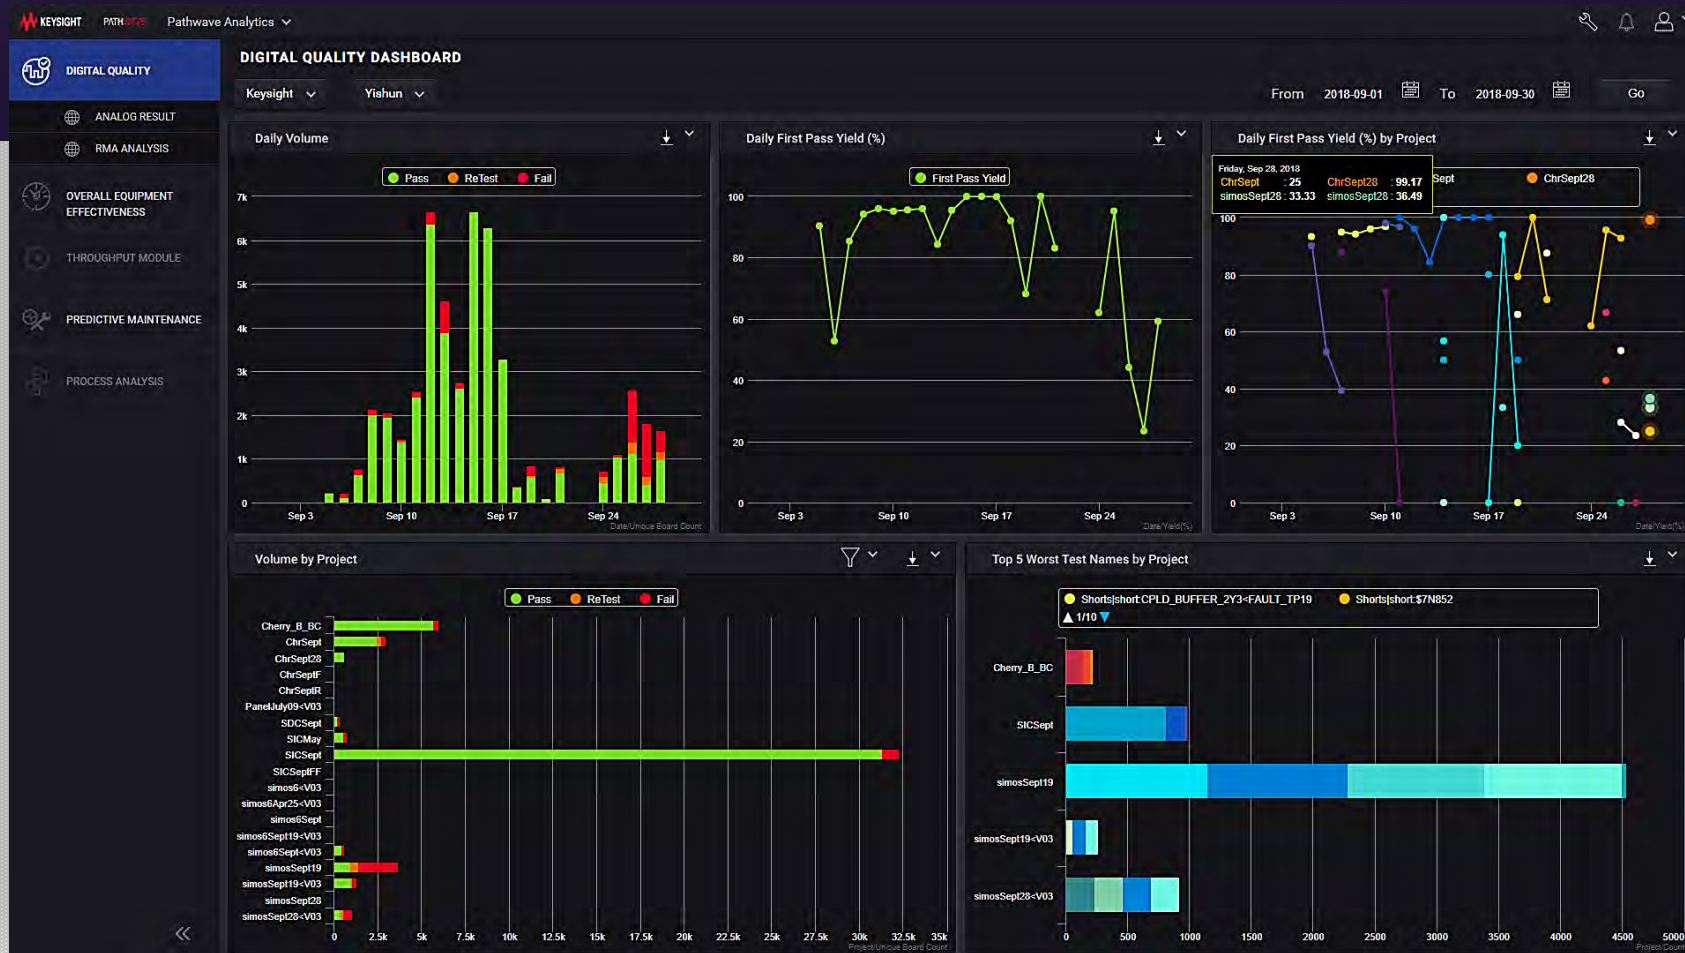 KEYSIGHT PATHWAVE Pathwave Analytics
DIGITAL QUALITY
ANALOG RESULT
RMA ANALYSIS
OVERALL EQUIPMENT
EFFECTIVENESS
THROUGHPUT MODULE
PREDICTIVE MAINTENANCE
PROCESS ANALYSIS
DIGITAL QUALITY DASHBOARD
Keysight Yishun
From 2018-09-01 To 2018-09-30 Go
Daily Volume
Pass ReTest Fail
7k
6k
5k
4k
3k
2k
1k
0
Sep 3 Sep 10 Sep 17 Sep 24
Date/Unique Board Count
Daily First Pass Yield (%)
First Pass Yield
100
80
60
40
20
0
Sep 3 Sep 10 Sep 17 Sep 24
Date/Yield(%)
Daily First Pass Yield (%) by Project
Friday, Sep 28, 2018
ChrSept : 25 ChrSept28 : 99.17
simosSept28 : 33.33 simosSept28 : 36.49
Sept ChrSept28
100
80
60
40
20
0
Sep 3 Sep 10 Sep 17 Sep 24
Date/Yield(%)
Volume by Project
Pass ReTest Fail
Cherry_B_BC
ChrSept
ChrSept28
ChrSeptF
ChrSeptR
PanelJuly09<V03
SDCSept
SICMay
SICSept
SICSeptFF
simos6<V03
simos6Apr25<V03
simos6Sept
simos6Sept19<V03
simos6Sept<V03
simosSept19
simosSept19<V03
simosSept28
simosSept28<V03
0 2.5k 5k 7.5k 10k 12.5k 15k 17.5k 20k 22.5k 25k 27.5k 30k 32.5k 35k
Project/Unique Board Count
Top 5 Worst Test Names by Project
Shorts|short:CPLD_BUFFER_2Y3<FAULT_TP19 Shorts|short:$7N852
1/10
Cherry_B_BC
SICSept
simosSept19
simosSept19<V03
simosSept28<V03
0 500 1000 1500 2000 2500 3000 3500 4000 4500 5000
Project/Count